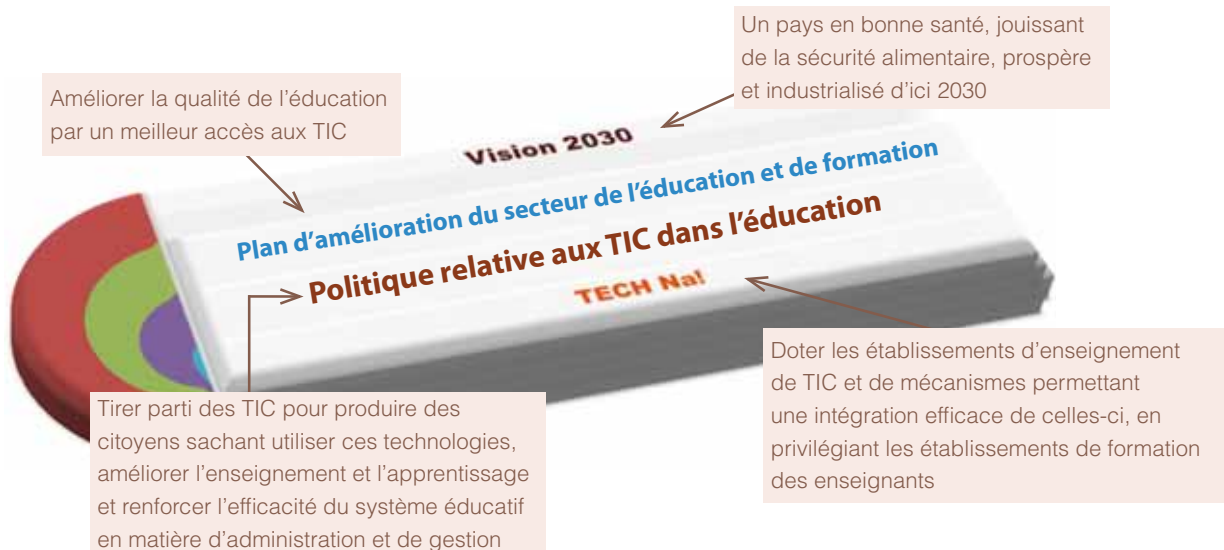 Un pays en bonne santé, jouissant
de la sécurité alimentaire, prospère
et industrialisé d’ici 2030
Améliorer la qualité de l’éducation
par un meilleur accès aux TIC
Vision 2030
Plan d’amélioration du secteur de l’éducation et de formation
Politique relative aux TIC dans l’éducation
TECH Na!
Doter les établissements d’enseignement
de TIC et de mécanismes permettant
une intégration efficace de celles-ci, en
privilégiant les établissements de formation
des enseignants
Tirer parti des TIC pour produire des
citoyens sachant utiliser ces technologies,
améliorer l’enseignement et l’apprentissage
et renforcer l’efficacité du système éducatif
en matière d’administration et de gestion